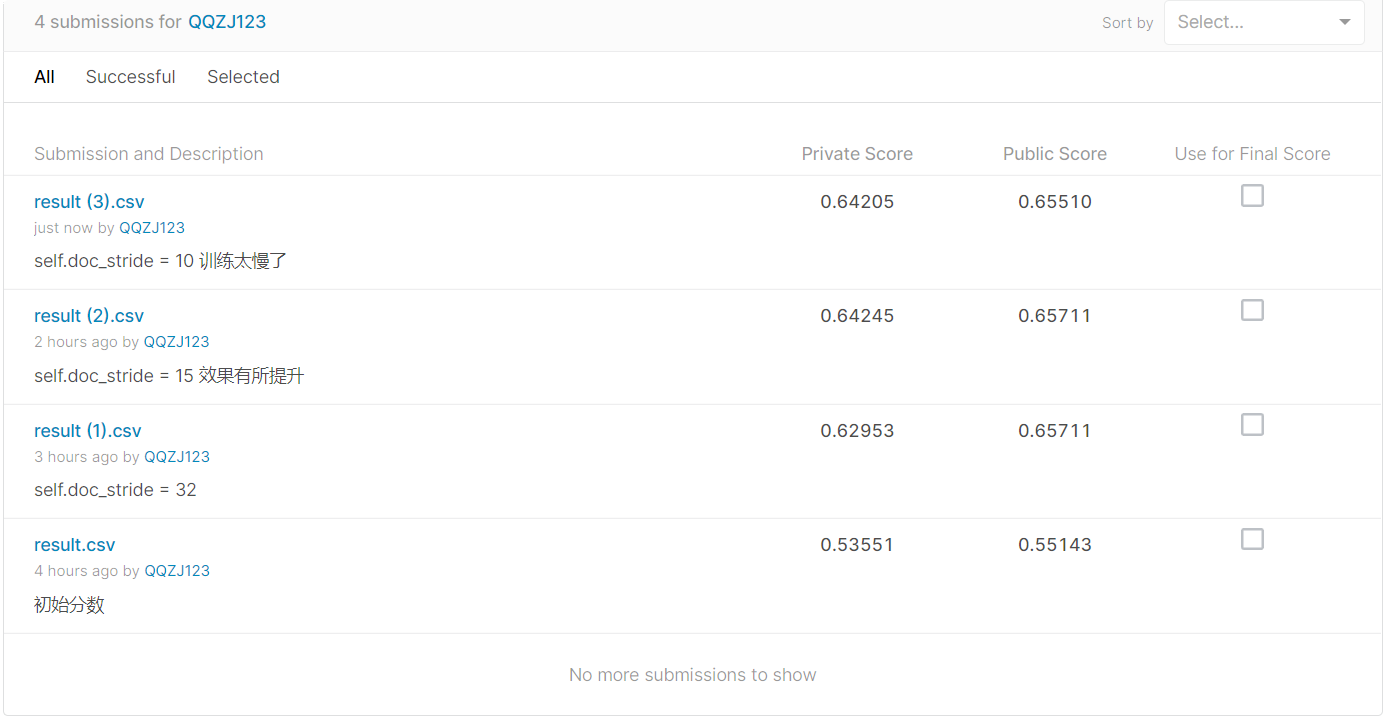 4 submissions for QQZJ123
Sort by Select...
All Successful Selected
Submission and Description Private Score Public Score Use for Final Score
result (3).csv 0.64205 0.65510
just now by QQZJ123
self.doc_stride = 10 训练太慢了
result (2).csv 0.64245 0.65711
2 hours ago by QQZJ123
self.doc_stride = 15 效果有所提升
result (1).csv 0.62953 0.65711
3 hours ago by QQZJ123
self.doc_stride = 32
result.csv 0.53551 0.55143
4 hours ago by QQZJ123
初始分数
No more submissions to show